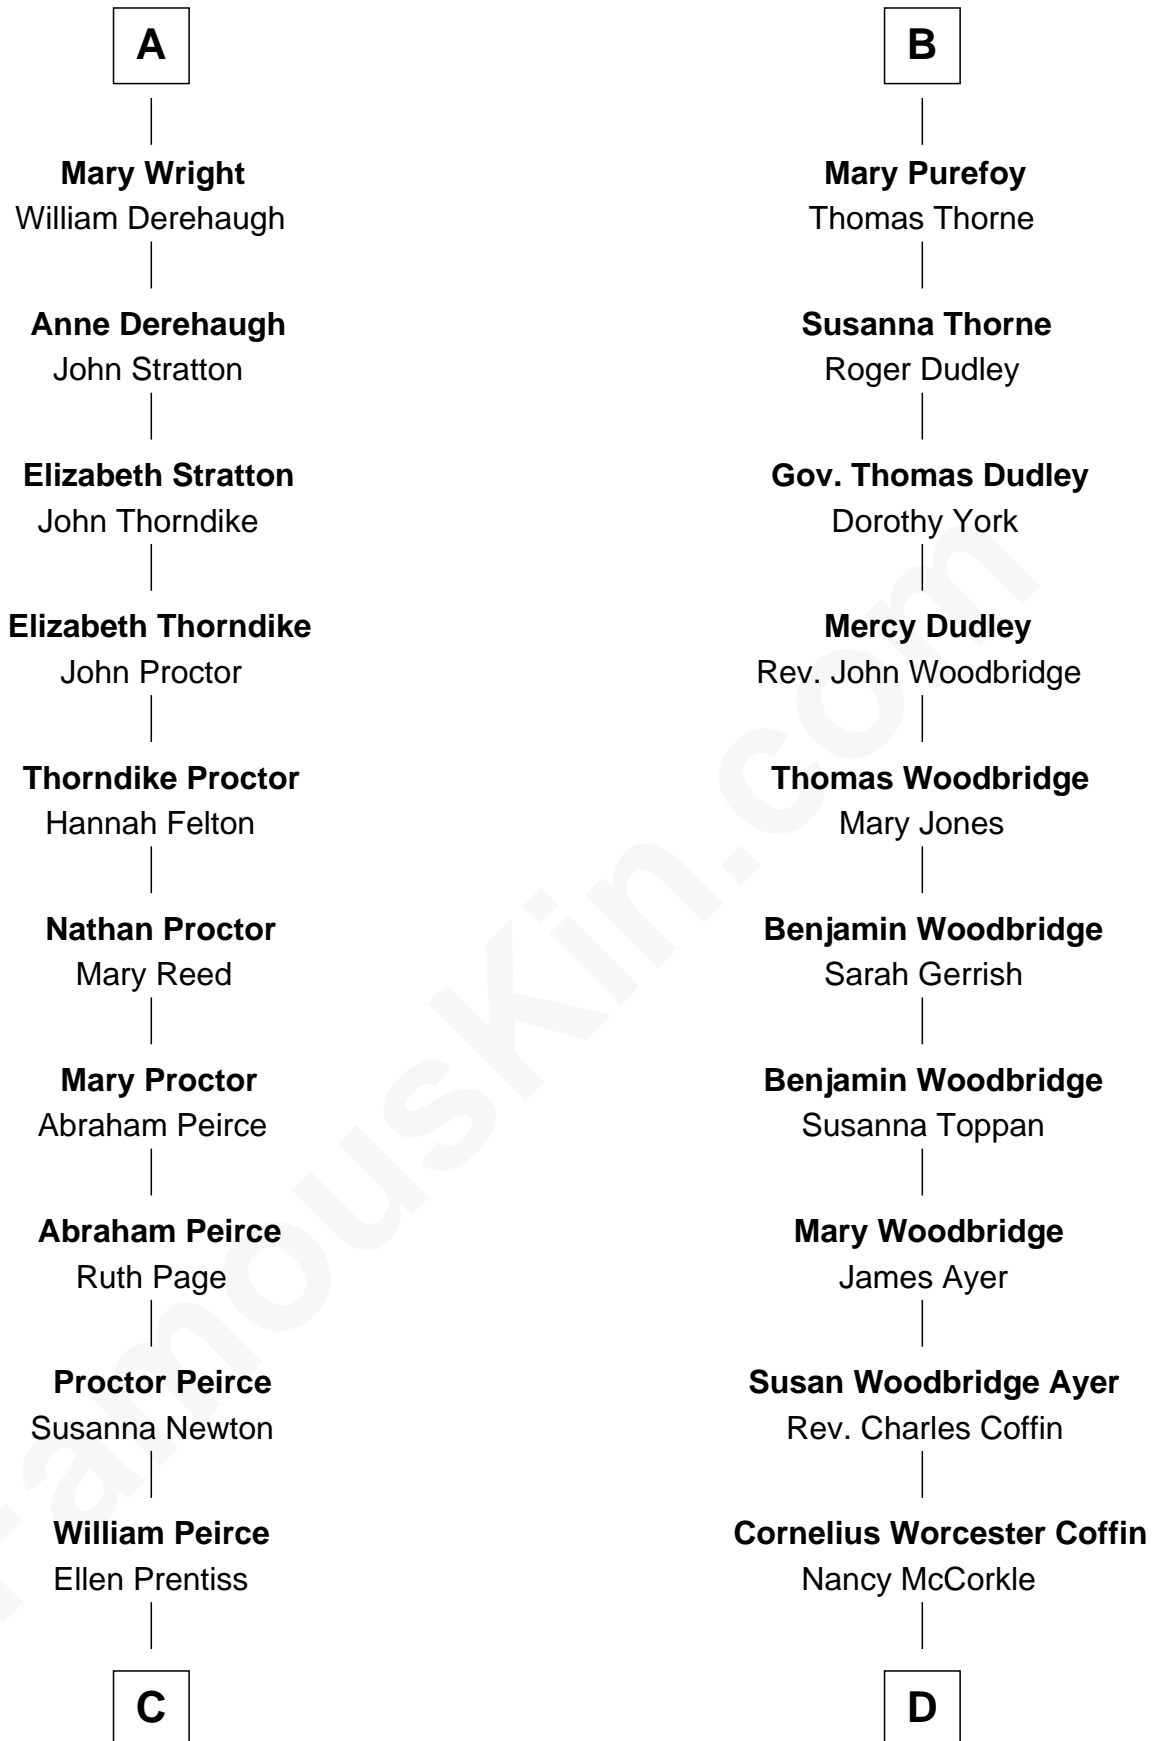 A
Mary Wright
William Derehaugh
Anne Derehaugh
John Stratton
Elizabeth Stratton
John Thorndike
Elizabeth Thorndike
John Proctor
Thorndike Proctor
Hannah Felton
Nathan Proctor
Mary Reed
Mary Proctor
Abraham Peirce
Abraham Peirce
Ruth Page
Proctor Peirce
Susanna Newton
William Peirce
Ellen Prentiss
C
B
Mary Purefoy
Thomas Thorne
Susanna Thorne
Roger Dudley
Gov. Thomas Dudley
Dorothy York
Mercy Dudley
Rev. John Woodbridge
Thomas Woodbridge
Mary Jones
Benjamin Woodbridge
Sarah Gerrish
Benjamin Woodbridge
Susanna Toppan
Mary Woodbridge
James Ayer
Susan Woodbridge Ayer
Rev. Charles Coffin
Cornelius Worcester Coffin
Nancy McCorkle
D
FamousKin.com